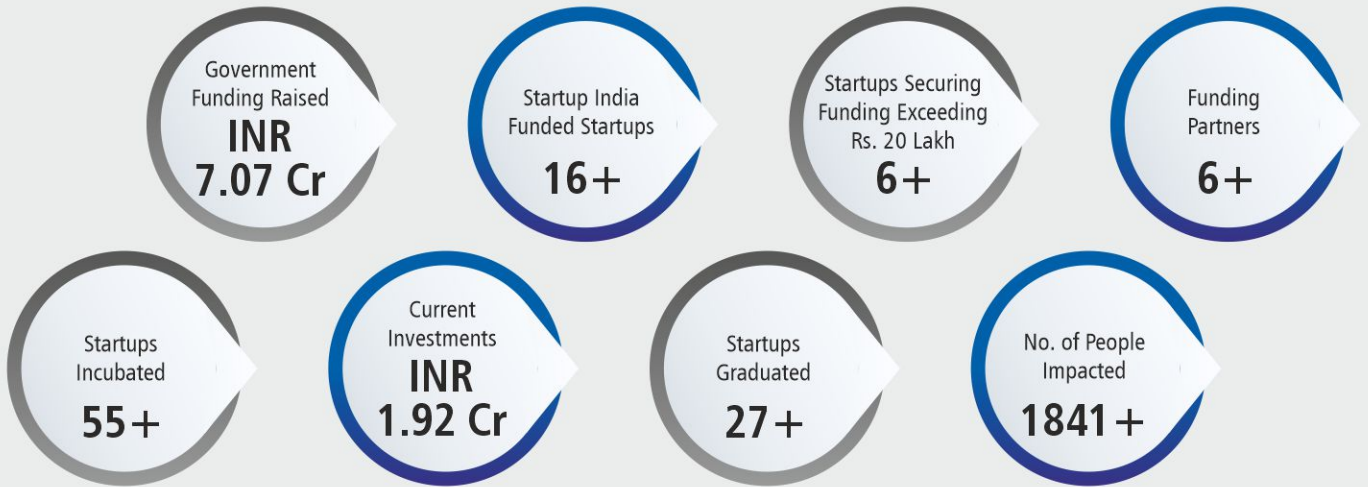 Government
Funding Raised
INR
7.07 Cr
Startup India
Funded Startups
16+
Startups Securing
Funding Exceeding
Rs. 20 Lakh
6+
Funding
Partners
6+
Startups
Incubated
55+
Current
Investments
INR
1.92 Cr
Startups
Graduated
27+
No. of People
Impacted
1841+